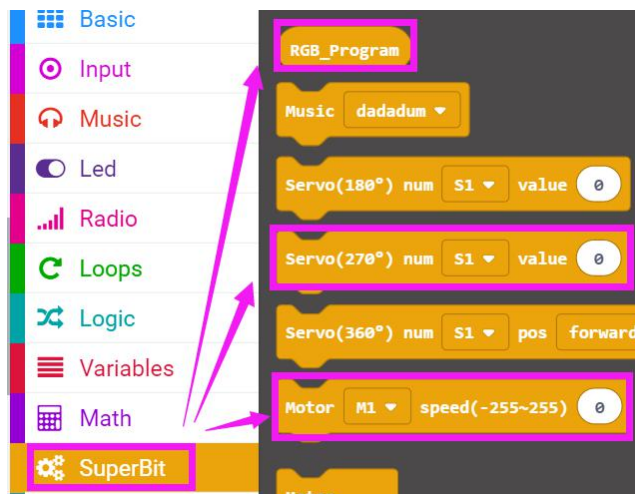 Basic
Input
Music
Led
Radio
Loops
Logic
Variables
Math
SuperBit
RGB_Program
Music dadadum
Servo(180°) num S1 value 0
Servo(270°) num S1 value 0
Servo(360°) num S1 pos forward
Motor M1 speed(-255~255) 0